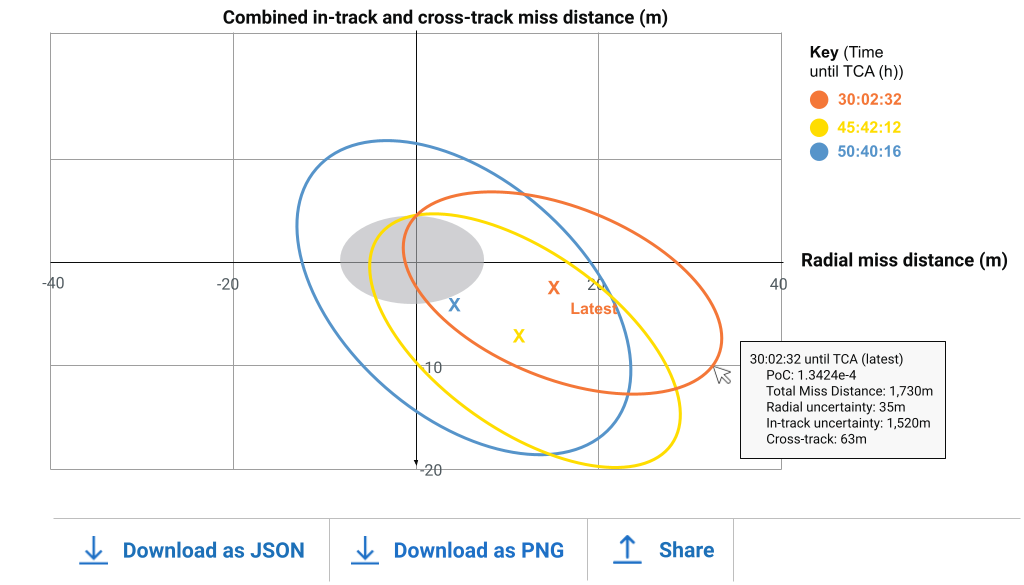 Combined in-track and cross-track miss distance (m)
Key (Time
until TCA (h))
30:02:32
45:42:12
50:40:16
Radial miss distance (m)
-40
-20
20
40
X
Latest
X
X
-10
-20
30:02:32 until TCA (latest)
PoC: 1.3424e-4
Total Miss Distance: 1,730m
Radial uncertainty: 35m
In-track uncertainty: 1,520m
Cross-track: 63m
Download as JSON
Download as PNG
Share